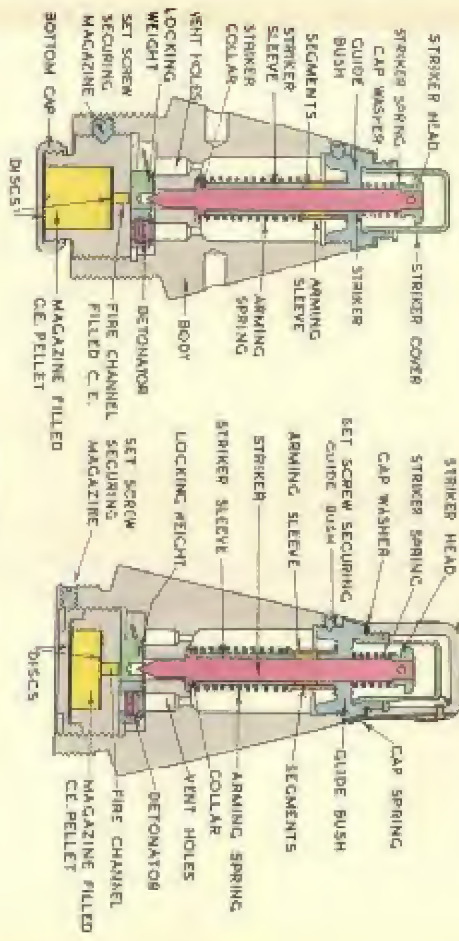 STRIKER HEAD
STRIKER SPRING
CAP WASHER
GUIDE
BUSH
SEGMENTS
STRIKER
SLEEVE
STRIKER
COLLAR
VENT HOLES
LOCKING
WEIGHT
SET SCREW
SECURING
MAGAZINE
BOTTOM CAP
DISCS
STRIKER COVER
STRIKER
ARMING
SLEEVE
ARMING
SPRING
BODY
DETONATOR
FIRE CHANNEL
FILLED C.E.
MAGAZINE FILLED
C.E. PELLET
STRIKER HEAD
STRIKER SPRING
CAP WASHER
SET SCREW SECURING
GUIDE BUSH
ARMING SLEEVE
STRIKER
STRIKER SLEEVE
LOCKING WEIGHT
SET SCREW
SECURING
MAGAZINE
DISCS
CAP SPRING
GUIDE BUSH
SEGMENTS
ARMING SPRING
COLLAR
VENT HOLES
DETONATOR
FIRE CHANNEL
MAGAZINE FILLED
C.E. PELLET